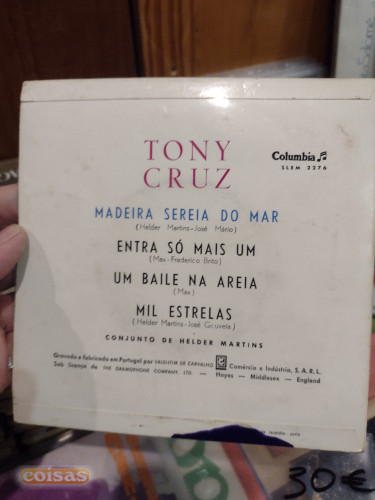 TONY
CRUZ
Columbia
SLEM 2276
MADEIRA SEREIA DO MAR
(Helder Martins-José Mário)
ENTRA SÓ MAIS UM
(Max-Frederico Brito)
UM BAILE NA AREIA
(Max)
MIL ESTRELAS
(Helder Martins-José Gouveia)
CONJUNTO DE HELDER MARTINS
Gravado e fabricado em Portugal por VALENTIM DE CARVALHO Comércio e Indústria, S.A.R.L.
Sob licença da THE GRAMOPHONE COMPANY LTD. — Hayes — Middlesex — England
coisas
30€